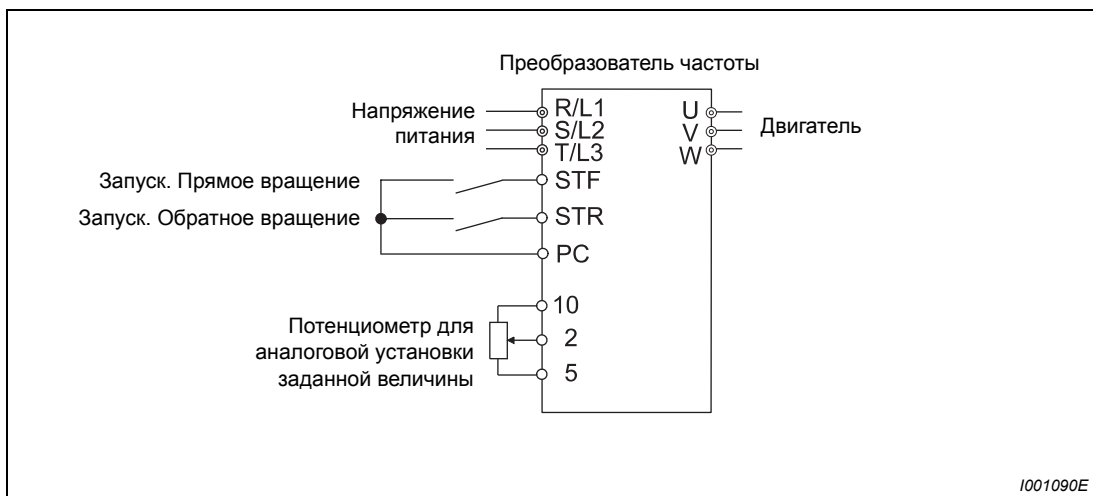 Преобразователь частоты
Напряжение
питания
R/L1
S/L2
T/L3
U
V
W
Двигатель
Запуск. Прямое вращение
STF
Запуск. Обратное вращение
STR
PC
10
Потенциометр для
аналоговой установки
заданной величины
2
5
I001090E